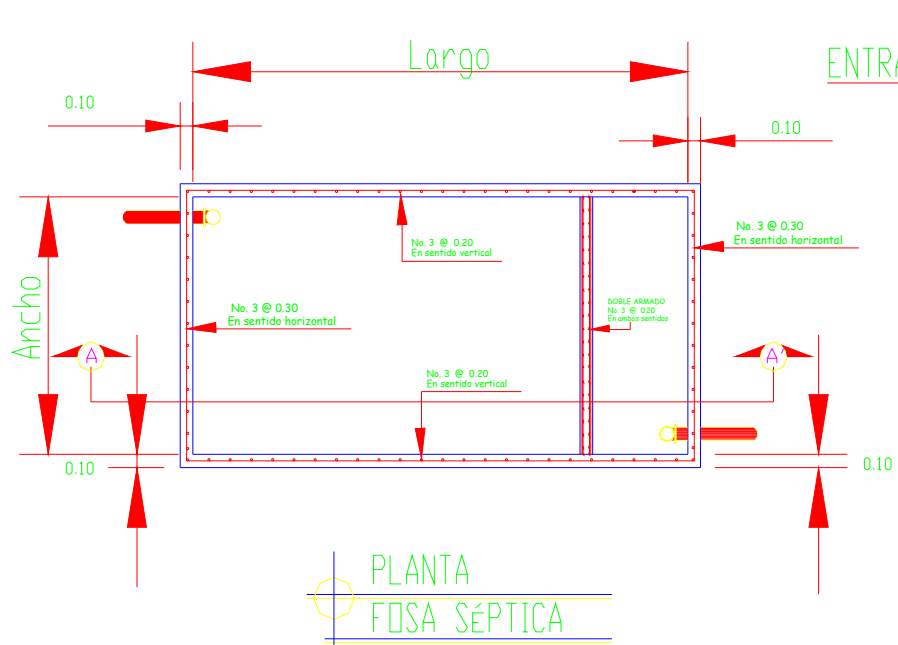 Largo
ENTRA
0.10
0.10
No. 3 @ 0.20
En sentido vertical
No. 3 @ 0.30
En sentido horizontal
Ancho
No. 3 @ 0.30
En sentido horizontal
DOBLE ARMADO
No. 3 @ 0.20
En ambos sentidos
A
A'
No. 3 @ 0.20
En sentido vertical.
0.10
0.10
PLANTA
FOSA SÉPTICA